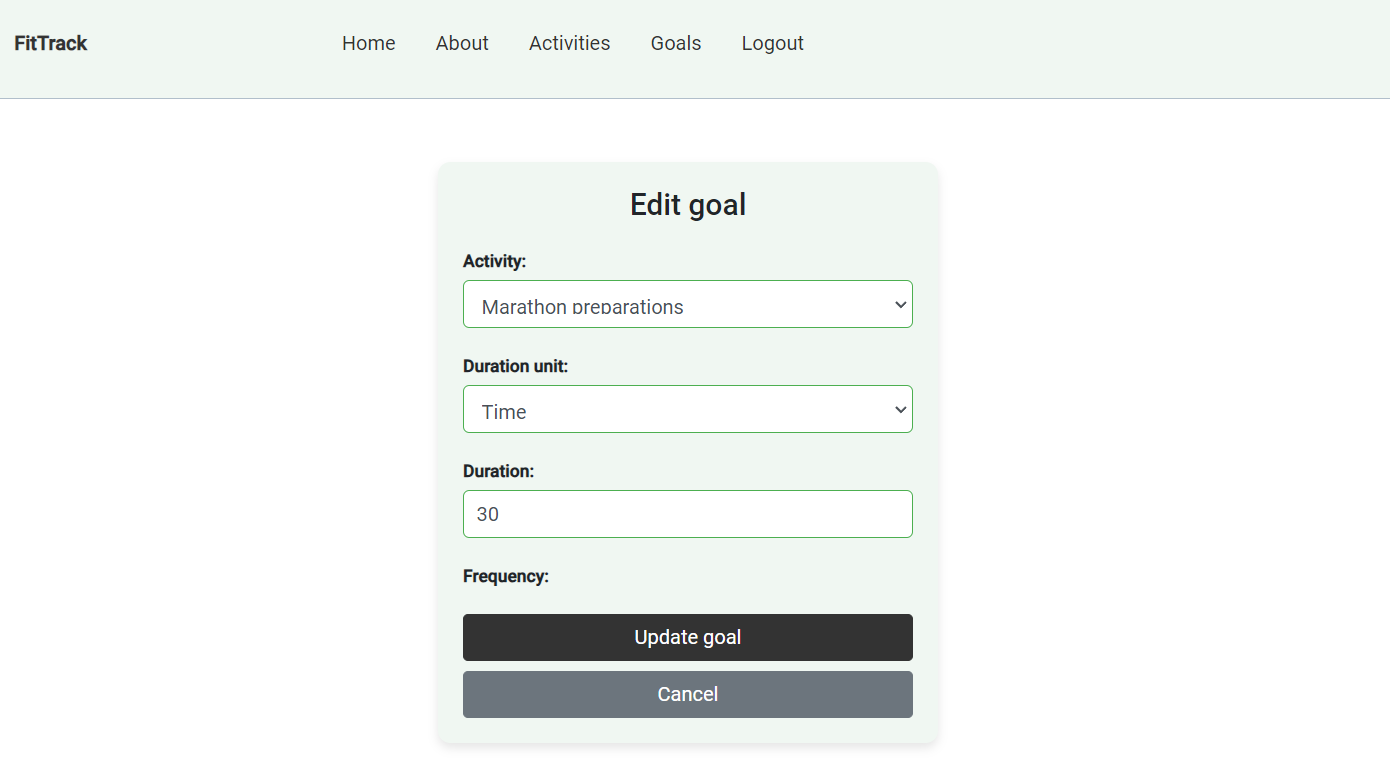 FitTrack Home About Activities Goals Logout
Edit goal
Activity:
Marathon preparations
Duration unit:
Time
Duration:
30
Frequency:
Update goal
Cancel